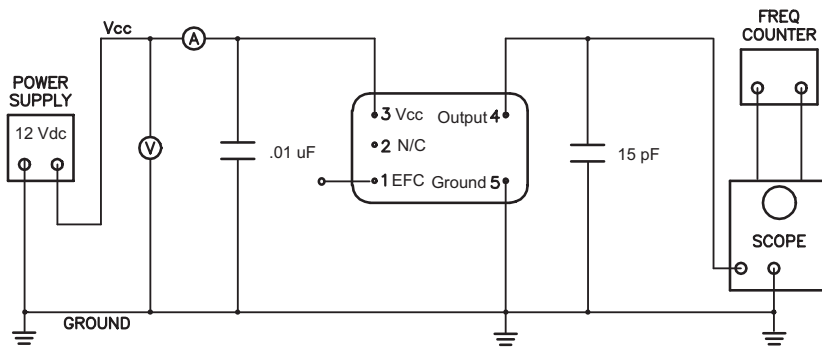 FREQ
COUNTER
Vcc
A
POWER
SUPPLY
12 Vdc
V
.01 uF
3 Vcc
Output 4
2 N/C
1 EFC
Ground 5
15 pF
SCOPE
GROUND